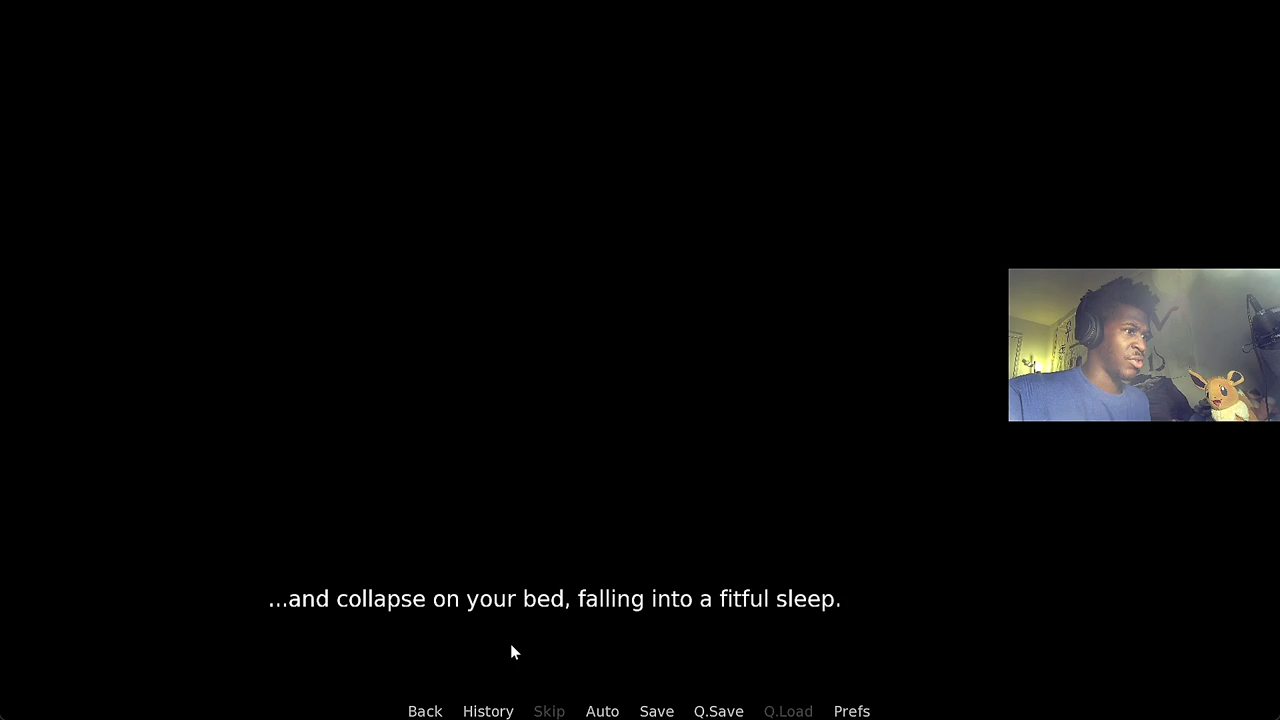 ...and collapse on your bed, falling into a fitful sleep.
Back History Skip Auto Save Q.Save Q.Load Prefs